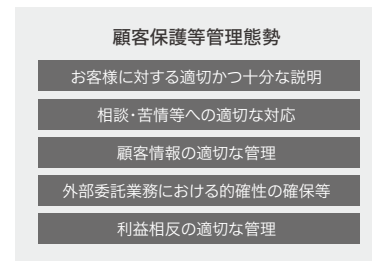 顧客保護等管理態勢
お客様に対する適切かつ十分な説明
相談・苦情等への適切な対応
顧客情報の適切な管理
外部委託業務における的確性の確保等
利益相反の適切な管理